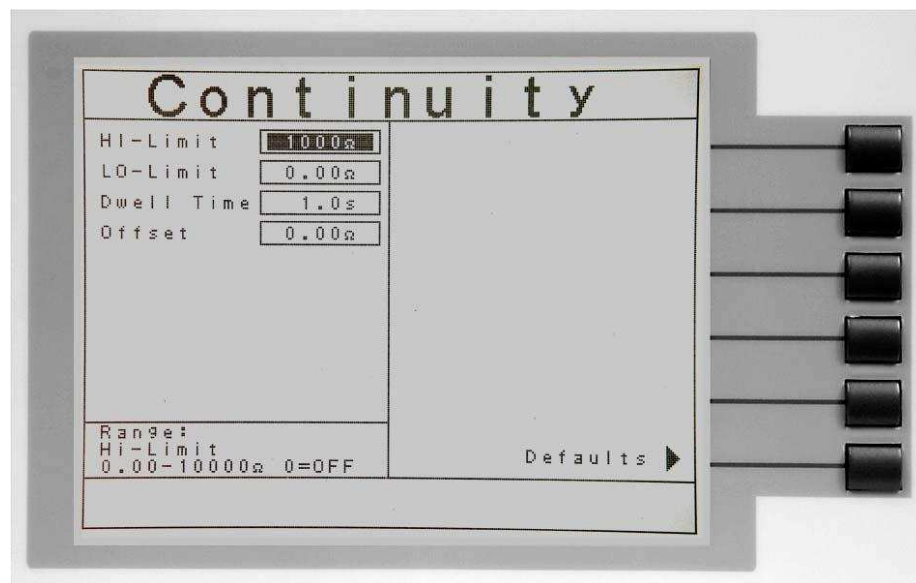 Continuity
HI-Limit 1000Ω
LO-Limit 0.00Ω
Dwell Time 1.0s
Offset 0.00Ω
Range:
Hi-Limit
0.00-10000Ω 0=OFF
Defaults